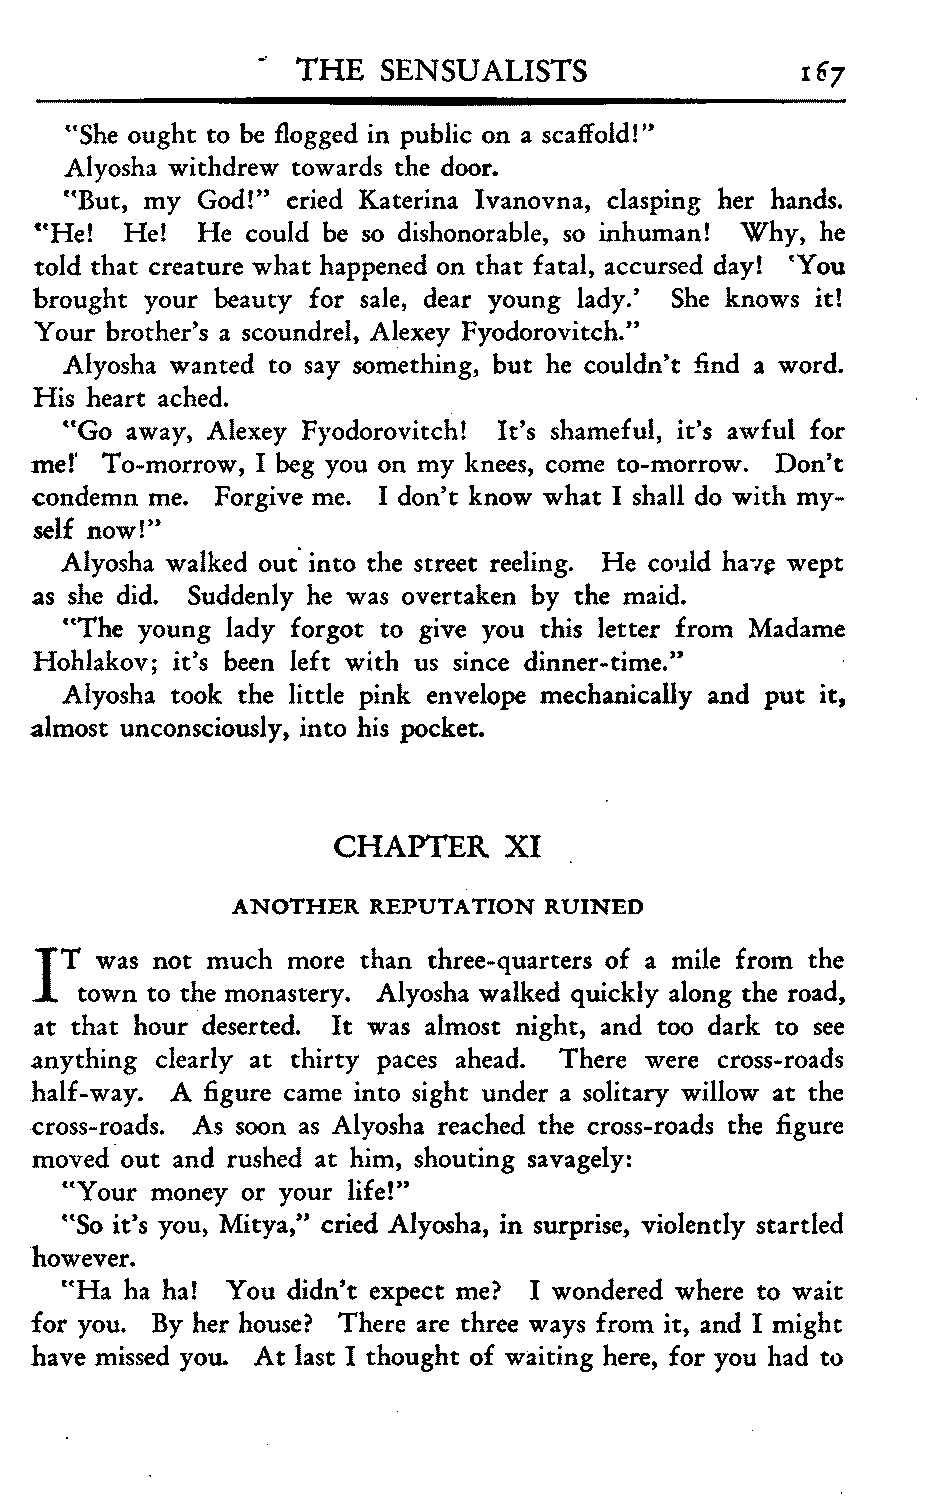 THE SENSUALISTS 167
"She ought to be flogged in public on a scaffold!"
Alyosha withdrew towards the door.
"But, my God!" cried Katerina Ivanovna, clasping her hands.
"He! He! He could be so dishonorable, so inhuman! Why, he
told that creature what happened on that fatal, accursed day! 'You
brought your beauty for sale, dear young lady.' She knows it!
Your brother's a scoundrel, Alexey Fyodorovitch."
Alyosha wanted to say something, but he couldn't find a word.
His heart ached.
"Go away, Alexey Fyodorovitch! It's shameful, it's awful for
me! To-morrow, I beg you on my knees, come to-morrow. Don't
condemn me. Forgive me. I don't know what I shall do with my-
self now!"
Alyosha walked out into the street reeling. He could have wept
as she did. Suddenly he was overtaken by the maid.
"The young lady forgot to give you this letter from Madame
Hohlakov; it's been left with us since dinner-time."
Alyosha took the little pink envelope mechanically and put it,
almost unconsciously, into his pocket.
CHAPTER XI
ANOTHER REPUTATION RUINED
IT was not much more than three-quarters of a mile from the
town to the monastery. Alyosha walked quickly along the road,
at that hour deserted. It was almost night, and too dark to see
anything clearly at thirty paces ahead. There were cross-roads
half-way. A figure came into sight under a solitary willow at the
cross-roads. As soon as Alyosha reached the cross-roads the figure
moved out and rushed at him, shouting savagely:
"Your money or your life!"
"So it's you, Mitya," cried Alyosha, in surprise, violently startled
however.
"Ha ha ha! You didn't expect me? I wondered where to wait
for you. By her house? There are three ways from it, and I might
have missed you. At last I thought of waiting here, for you had to